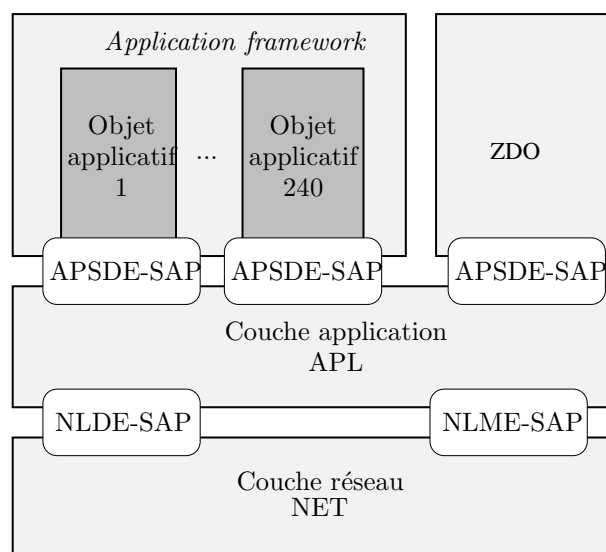 Application framework
Objet
applicatif
1
...
Objet
applicatif
240
ZDO
APSDE-SAP
APSDE-SAP
APSDE-SAP
Couche application
APL
NLDE-SAP
NLME-SAP
Couche réseau
NET